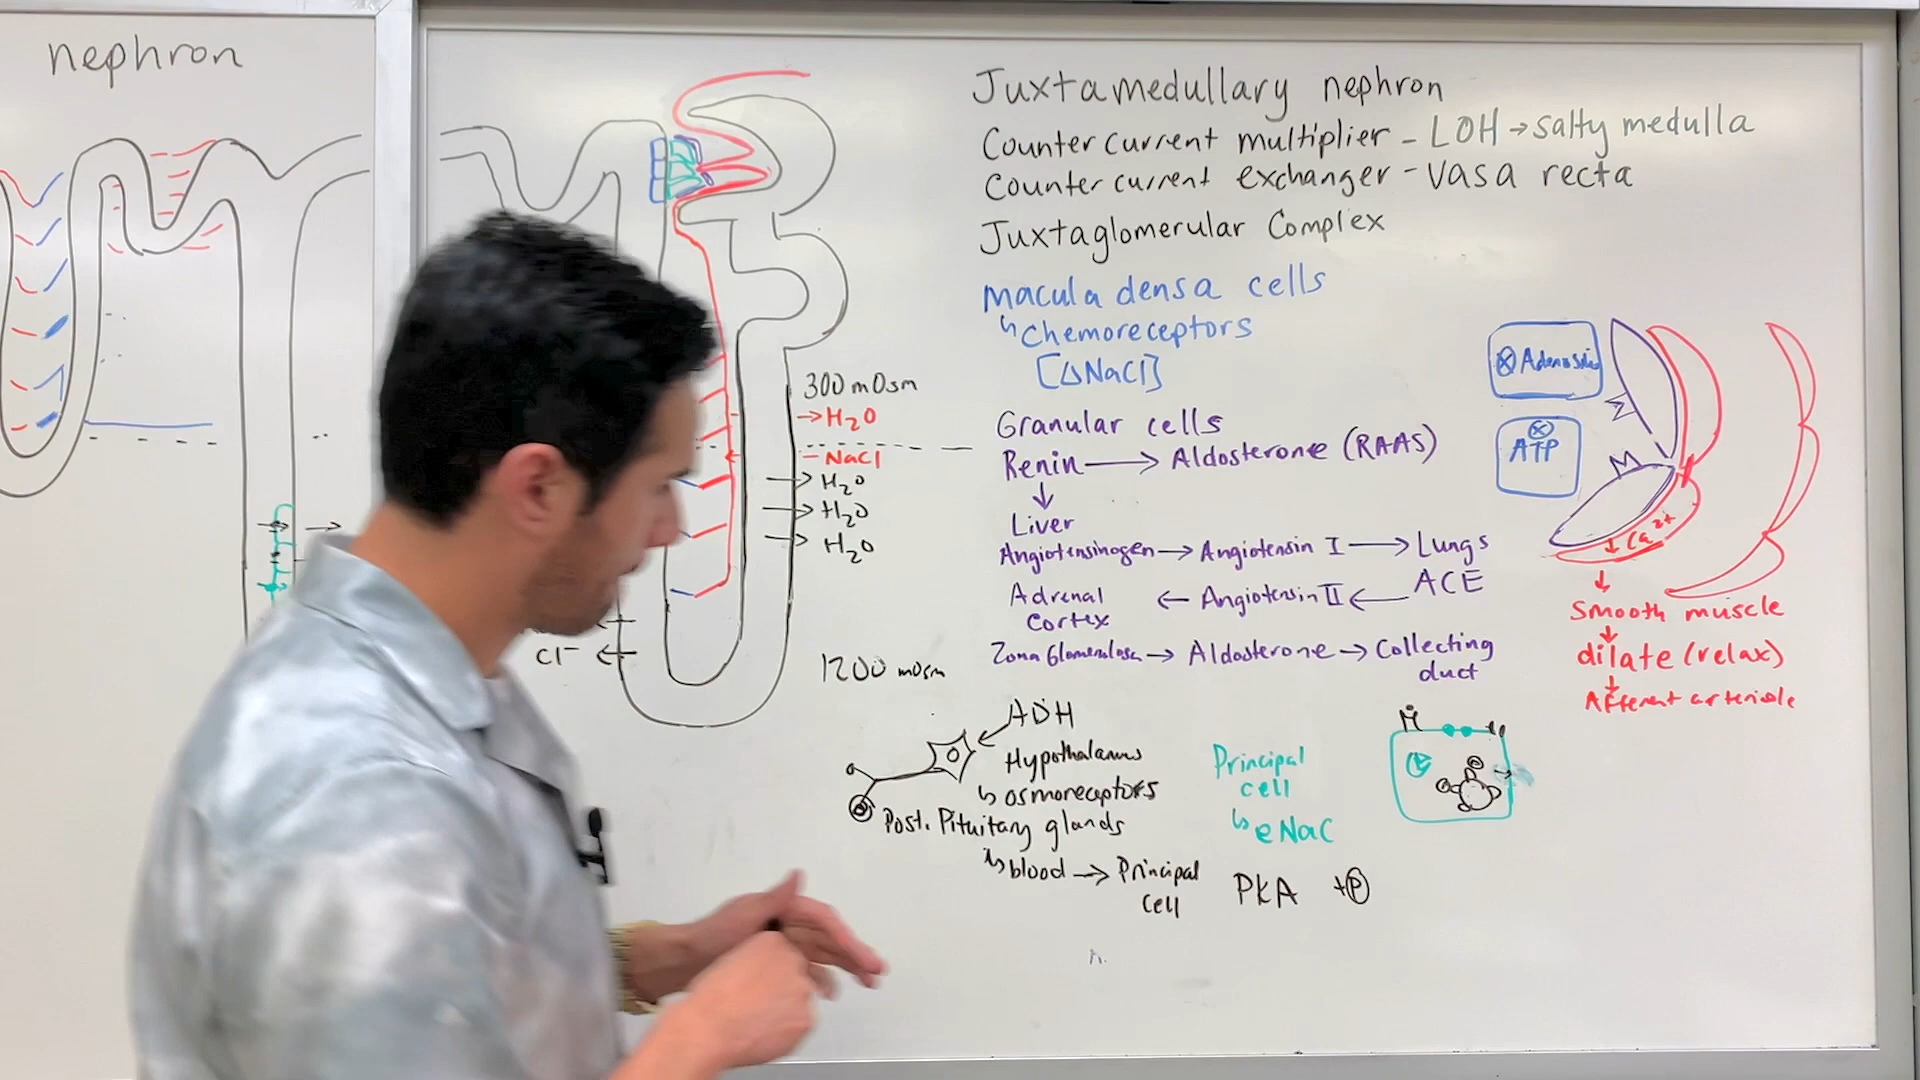 nephron
Juxtamedullary nephron
Counter current multiplier - LOH → salty medulla
Counter current exchanger - vasa recta
Juxtaglomerular Complex
macula densa cells
↳ Chemoreceptors
[ΔNaCl]
Granular cells
Renin → Aldosterone (RAAS)
↓
Liver
Angiotensinogen → Angiotensin I → Lungs
ACE
Adrenal cortex ← Angiotensin II ←
Zona Glomerulosa → Aldosterone → Collecting duct
300 mOsm
→ H₂O
- NaCl
→ H₂O
→ H₂O
→ H₂O
Cl⁻ ←
1200 mOsm
ADH
Hypothalamus
↳ osmoreceptors
Post. Pituitary glands
↳ blood → Principal cell
Principal
cell
↳ eNaC
PKA +P
Adenosine
ATP
↓ Ca 2+
↓
Smooth muscle
↓
dilate (relax)
↓
Afferent arteriole